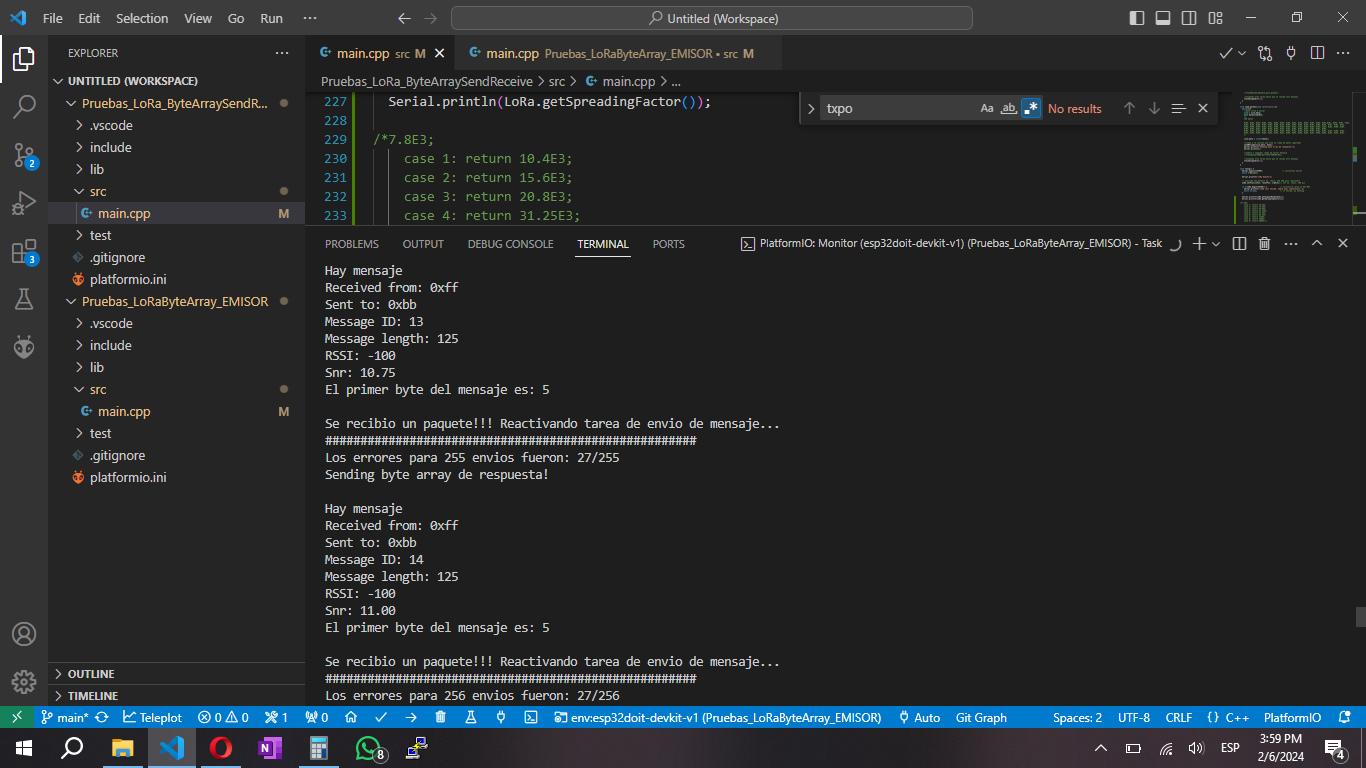 File Edit Selection View Go Run ··· Untitled (Workspace)
EXPLORER ···
UNTITLED (WORKSPACE)
Pruebas_LoRa_ByteArraySendR...
.vscode
include
lib
src
main.cpp M
test
.gitignore
platformio.ini
Pruebas_LoRaByteArray_EMISOR
.vscode
include
lib
src
main.cpp M
test
.gitignore
platformio.ini
OUTLINE
TIMELINE
2
3
main.cpp src M
main.cpp Pruebas_LoRaByteArray_EMISOR • src M
Pruebas_LoRa_ByteArraySendReceive > src > main.cpp > ...
txpo Aa ab No results
227 Serial.println(LoRa.getSpreadingFactor());
228
229 /*7.8E3;
230 case 1: return 10.4E3;
231 case 2: return 15.6E3;
232 case 3: return 20.8E3;
233 case 4: return 31.25E3;
PROBLEMS OUTPUT DEBUG CONSOLE TERMINAL PORTS PlatformIO: Monitor (esp32doit-devkit-v1) (Pruebas_LoRaByteArray_EMISOR) - Task
Hay mensaje
Received from: 0xff
Sent to: 0xbb
Message ID: 13
Message length: 125
RSSI: -100
Snr: 10.75
El primer byte del mensaje es: 5
Se recibio un paquete!!! Reactivando tarea de envio de mensaje...
#####################################################
Los errores para 255 envios fueron: 27/255
Sending byte array de respuesta!
Hay mensaje
Received from: 0xff
Sent to: 0xbb
Message ID: 14
Message length: 125
RSSI: -100
Snr: 11.00
El primer byte del mensaje es: 5
Se recibio un paquete!!! Reactivando tarea de envio de mensaje...
#####################################################
Los errores para 256 envios fueron: 27/256
main* Teleplot 0 0 1 0 env:esp32doit-devkit-v1 (Pruebas_LoRaByteArray_EMISOR) Auto Git Graph Spaces: 2 UTF-8 CRLF {} C++ PlatformIO
N 8 ESP 3:59 PM
2/6/2024 4